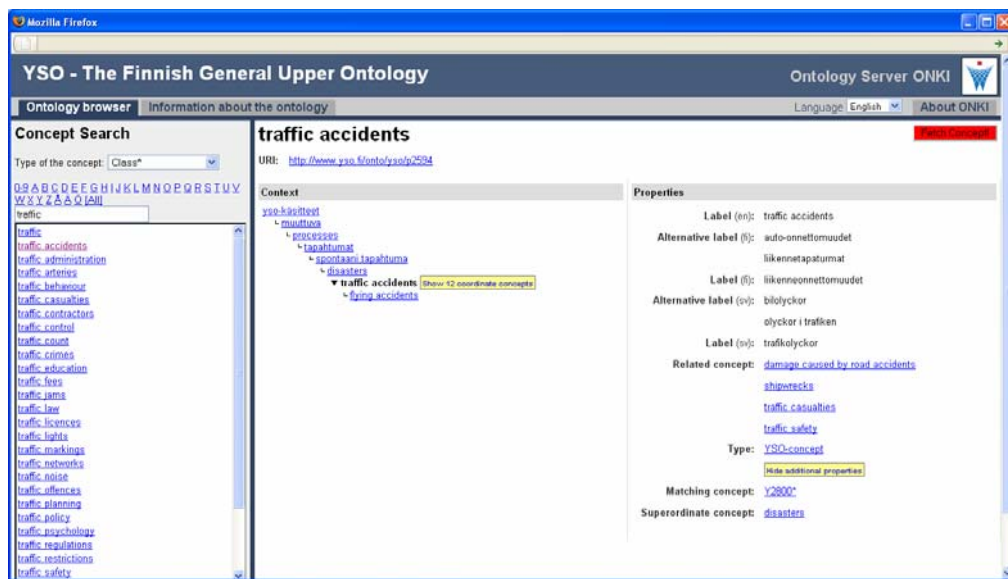 Mozilla Firefox
YSO - The Finnish General Upper Ontology
Ontology Server ONKI
Ontology browser
Information about the ontology
Language English
About ONKI
Concept Search
Type of the concept: Class*
0-9 A B C D E F G H I J K L M N O P Q R S T U V
W X Y Z Å Ä Ö [All]
traffic
traffic
traffic accidents
traffic administration
traffic arteries
traffic behaviour
traffic casualties
traffic contractors
traffic control
traffic count
traffic crimes
traffic education
traffic fees
traffic jams
traffic law
traffic licences
traffic lights
traffic markings
traffic networks
traffic noise
traffic offences
traffic planning
traffic policy
traffic psychology
traffic regulations
traffic restrictions
traffic safety
traffic accidents
Fetch Concept!
URI: http://www.yso.fi/onto/yso/p2594
Context
yso-käsitteet
muuttuva
processes
tapahtumat
spontaani tapahtuma
disasters
traffic accidents Show 12 coordinate concepts
flying accidents
Properties
Label (en): traffic accidents
Alternative label (fi): auto-onnettomuudet
liikennetapaturmat
Label (fi): liikenneonnettomuudet
Alternative label (sv): bilolyckor
olyckor i trafiken
Label (sv): trafikolyckor
Related concept: damage caused by road accidents
shipwrecks
traffic casualties
traffic safety
Type: YSO-concept
Hide additional properties
Matching concept: Y2800*
Superordinate concept: disasters